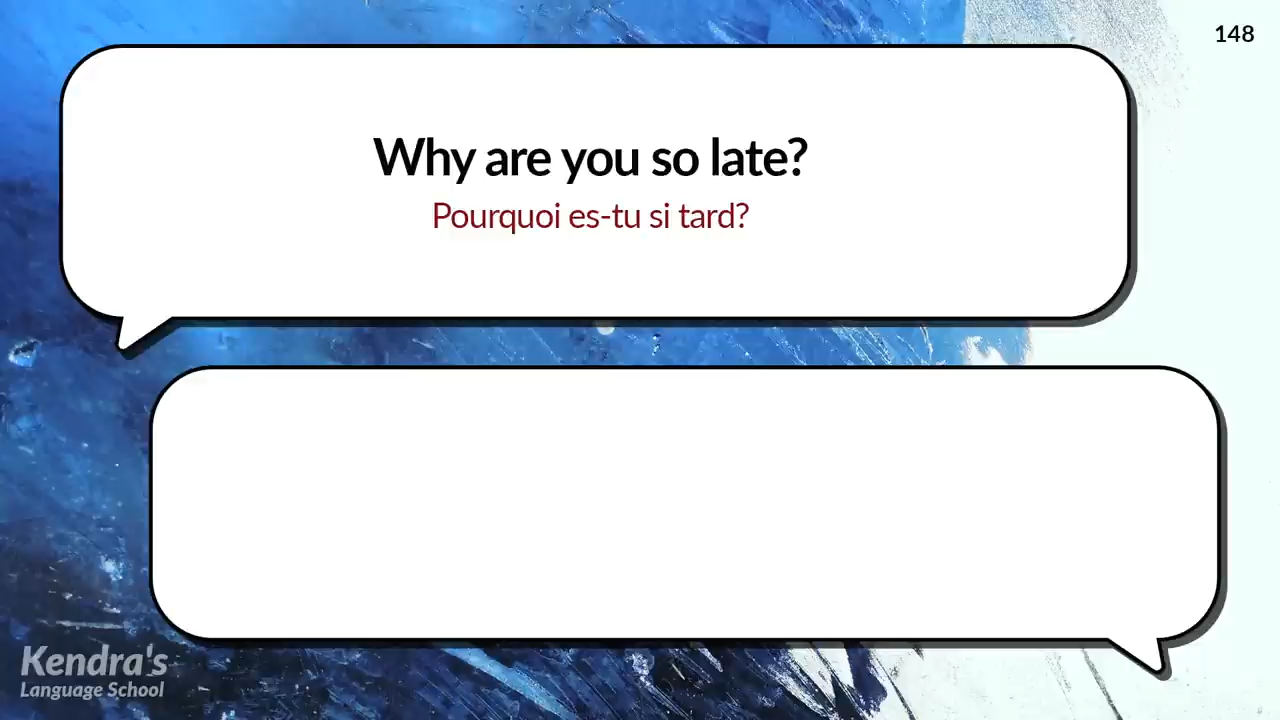 148
Why are you so late?
Pourquoi es-tu si tard?
Kendra's
Language School